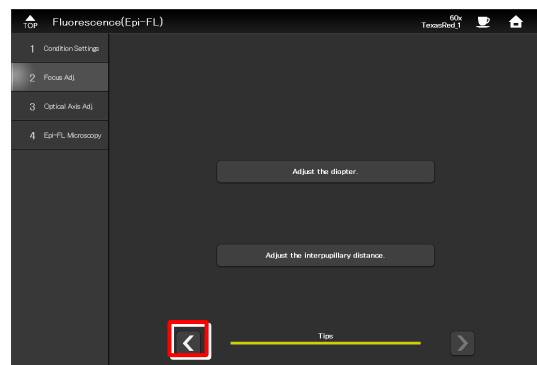 TOP
Fluorescence(Epi-FL)
60x
TexasRed_1
1 Condition Settings
2 Focus Adj.
3 Optical Axis Adj.
4 Epi-FL Microscopy
Adjust the diopter.
Adjust the interpupillary distance.
Tips